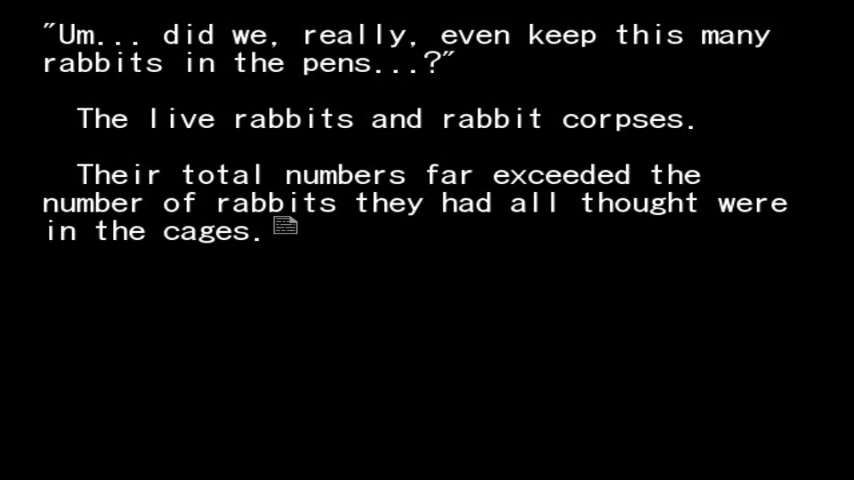 "Um... did we, really, even keep this many
rabbits in the pens...?"
The live rabbits and rabbit corpses.
Their total numbers far exceeded the
number of rabbits they had all thought were
in the cages.